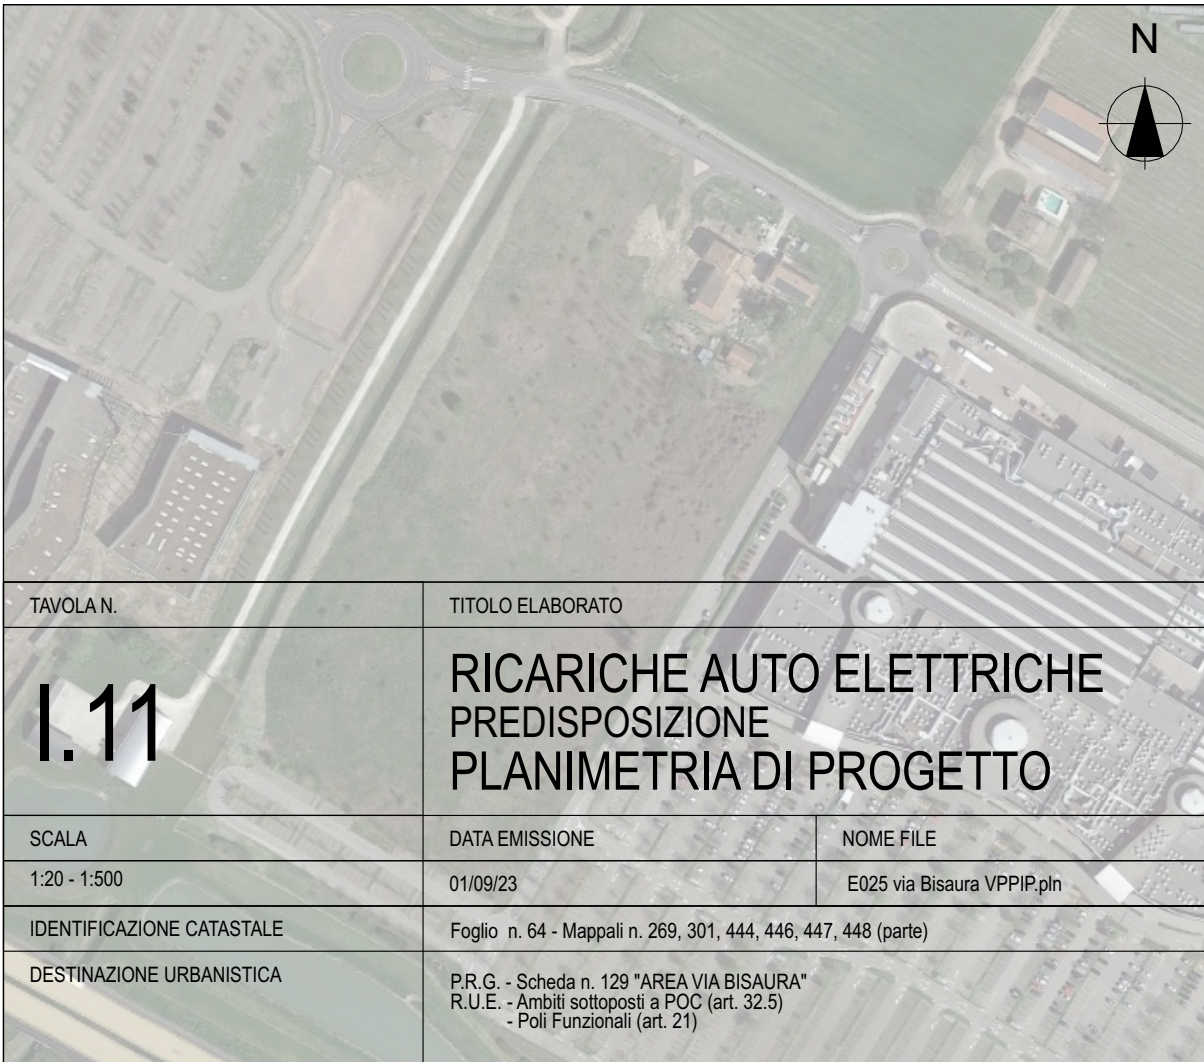 N
TAVOLA N.
TITOLO ELABORATO
I.11
RICARICHE AUTO ELETTRICHE
PREDISPOSIZIONE
PLANIMETRIA DI PROGETTO
SCALA
DATA EMISSIONE
NOME FILE
1:20 - 1:500
01/09/23
E025 via Bisaura VPPIP.pln
IDENTIFICAZIONE CATASTALE
Foglio n. 64 - Mappali n. 269, 301, 444, 446, 447, 448 (parte)
DESTINAZIONE URBANISTICA
P.R.G. - Scheda n. 129 "AREA VIA BISAURA"
R.U.E. - Ambiti sottoposti a POC (art. 32.5)
- Poli Funzionali (art. 21)